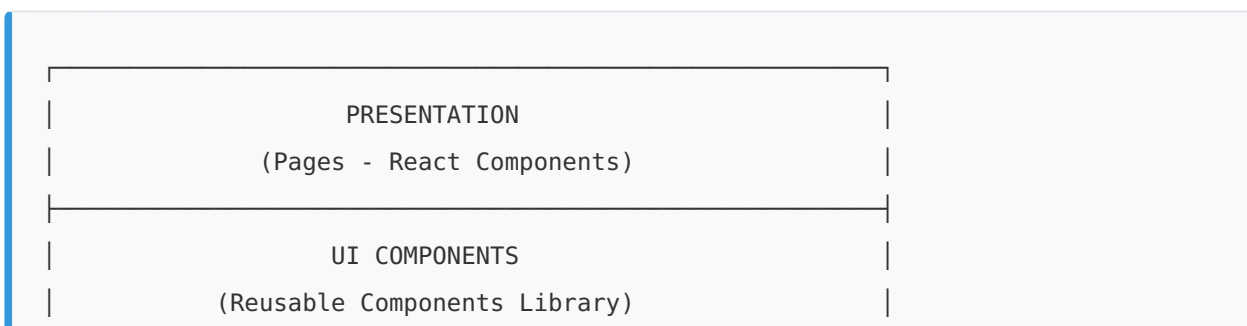 PRESENTATION
(Pages - React Components)
UI COMPONENTS
(Reusable Components Library)